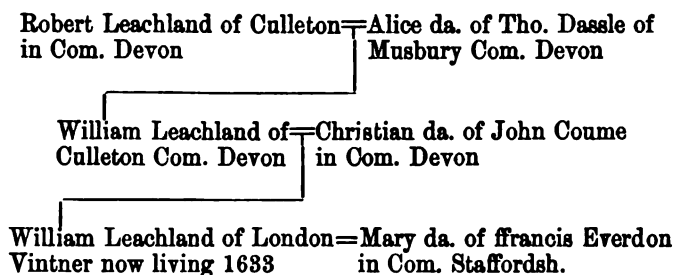 Robert Leachland of Culleton=Alice da. of Tho. Dassle of
in Com. Devon Musbury Com. Devon
William Leachland of=Christian da. of John Coume
Culleton Com. Devon in Com. Devon
William Leachland of London=Mary da. of ffrancis Everdon
Vintner now living 1633 in Com. Staffordsh.